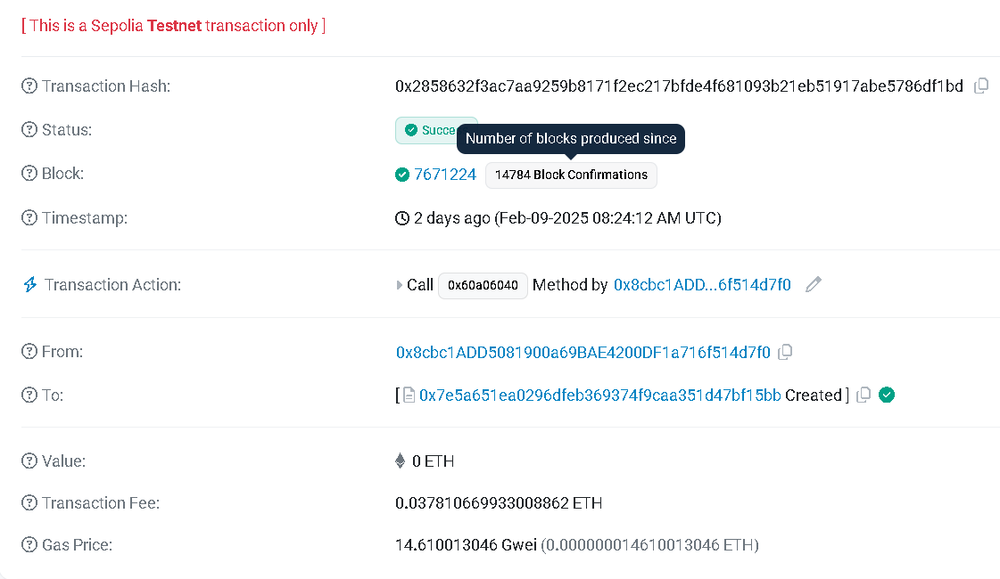 [ This is a Sepolia Testnet transaction only ]
Transaction Hash: 0x2858632f3ac7aa9259b8171f2ec217bfde4f681093b21eb51917abe5786df1bd
Status: Succe
Number of blocks produced since
Block: 7671224 14784 Block Confirmations
Timestamp: 2 days ago (Feb-09-2025 08:24:12 AM UTC)
Transaction Action: Call 0x60a06040 Method by 0x8cbc1ADD...6f514d7f0
From: 0x8cbc1ADD5081900a69BAE4200DF1a716f514d7f0
To: [ 0x7e5a651ea0296dfeb369374f9caa351d47bf15bb Created ]
Value: 0 ETH
Transaction Fee: 0.037810669933008862 ETH
Gas Price: 14.610013046 Gwei (0.000000014610013046 ETH)